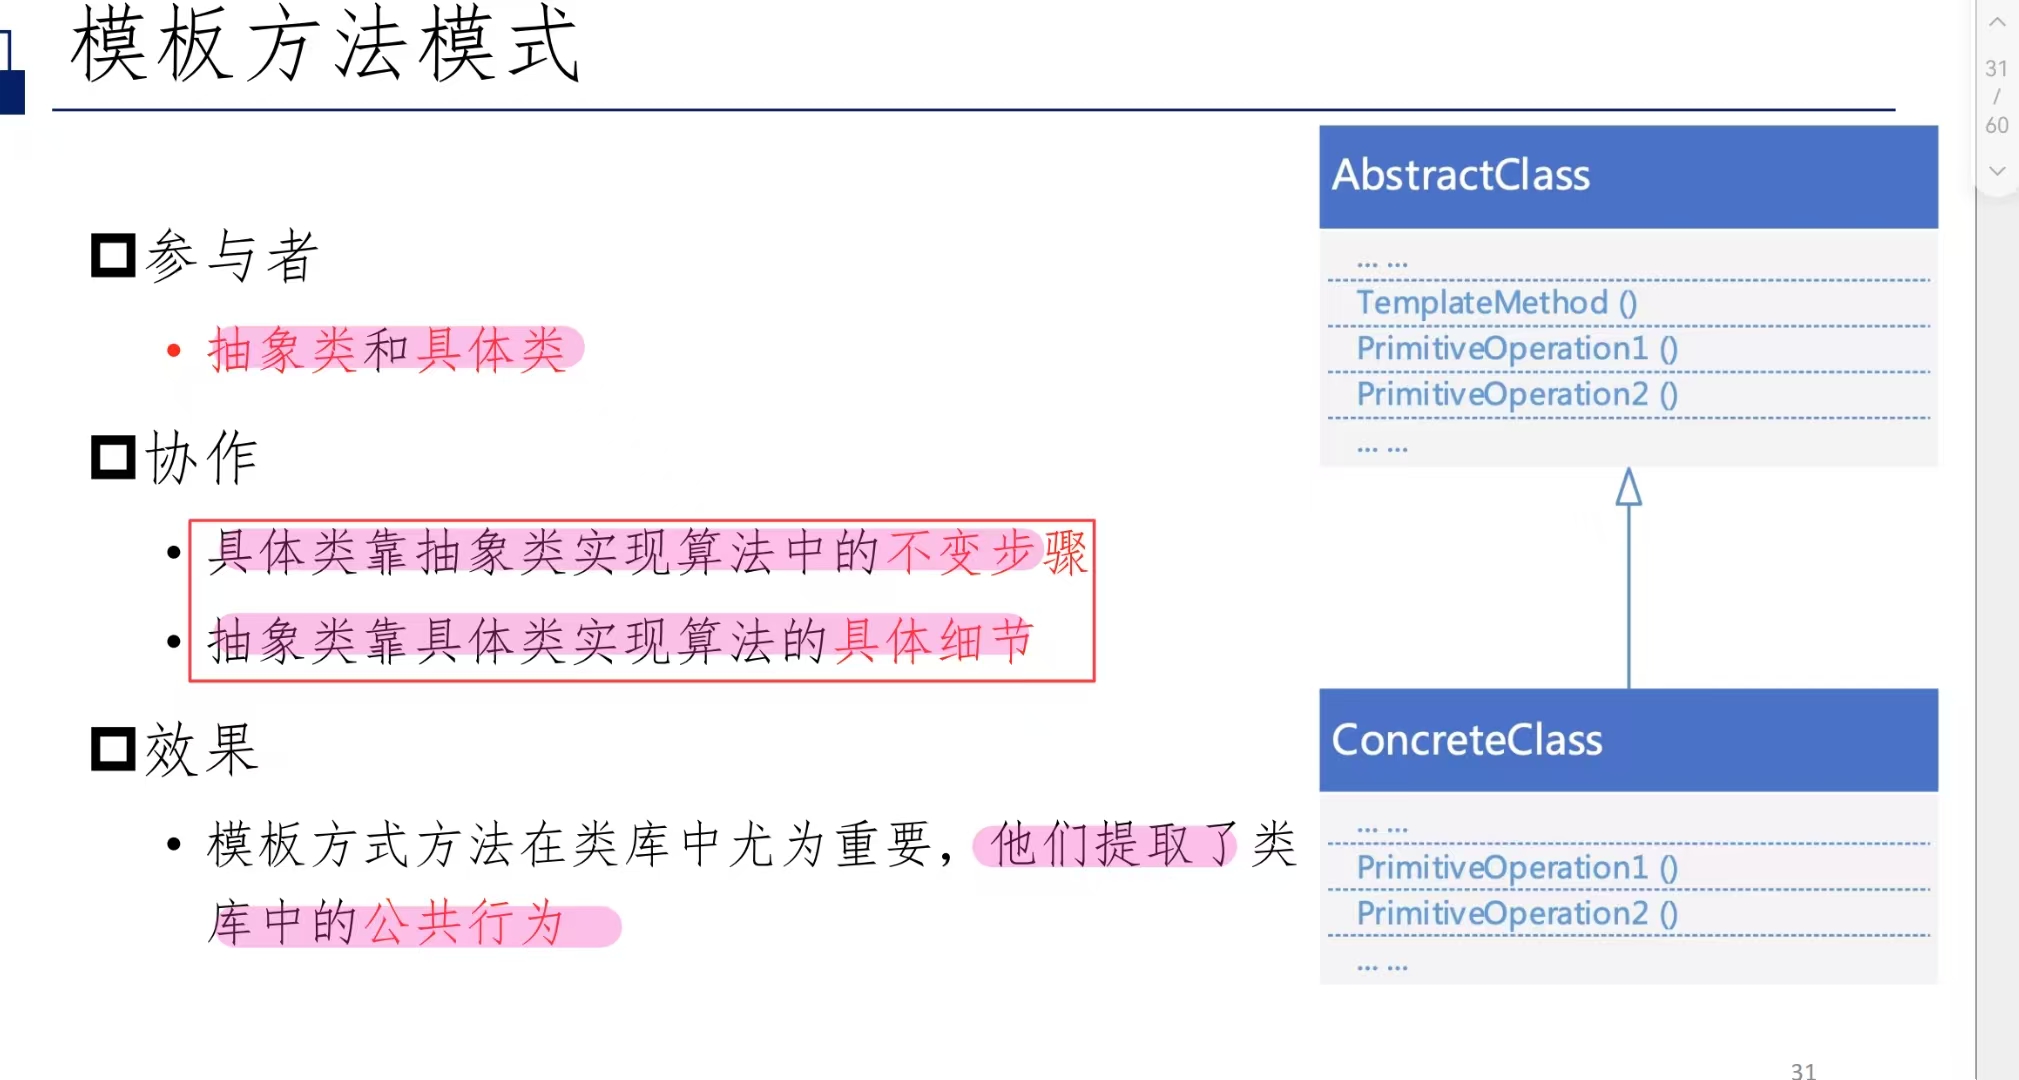 模板方法模式
参与者
• 抽象类和具体类
协作
• 具体类靠抽象类实现算法中的不变步骤
• 抽象类靠具体类实现算法的具体细节
效果
• 模板方式方法在类库中尤为重要，他们提取了类
库中的公共行为
AbstractClass
... ...
TemplateMethod ()
PrimitiveOperation1 ()
PrimitiveOperation2 ()
... ...
ConcreteClass
... ...
PrimitiveOperation1 ()
PrimitiveOperation2 ()
... ...
31
31
/
60